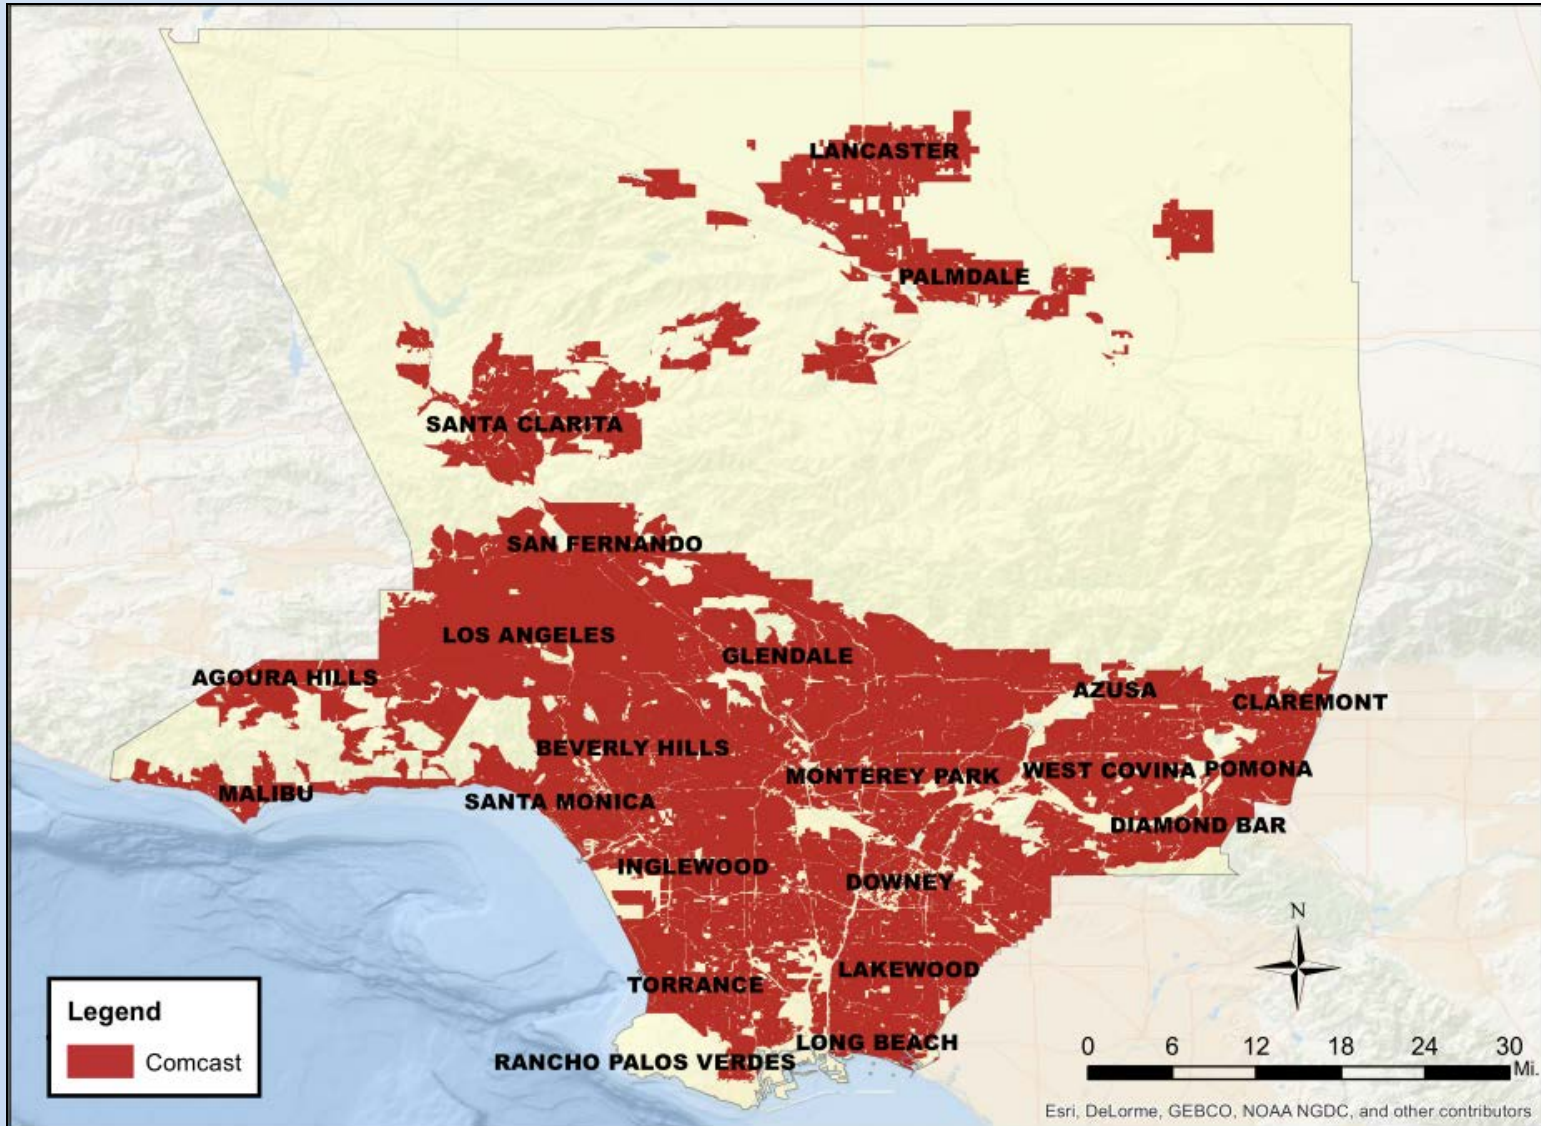 LANCASTER
PALMDALE
SANTA CLARITA
SAN FERNANDO
LOS ANGELES
GLENDALE
AGOURA HILLS
AZUSA
CLAREMONT
BEVERLY HILLS
MONTEREY PARK
WEST COVINA
POMONA
MALIBU
SANTA MONICA
DIAMOND BAR
INGLEWOOD
DOWNEY
N
TORRANCE
LAKEWOOD
RANCHO PALOS VERDES
LONG BEACH
Legend
Comcast
0 6 12 18 24 30
Mi.
Esri, DeLorme, GEBCO, NOAA NGDC, and other contributors